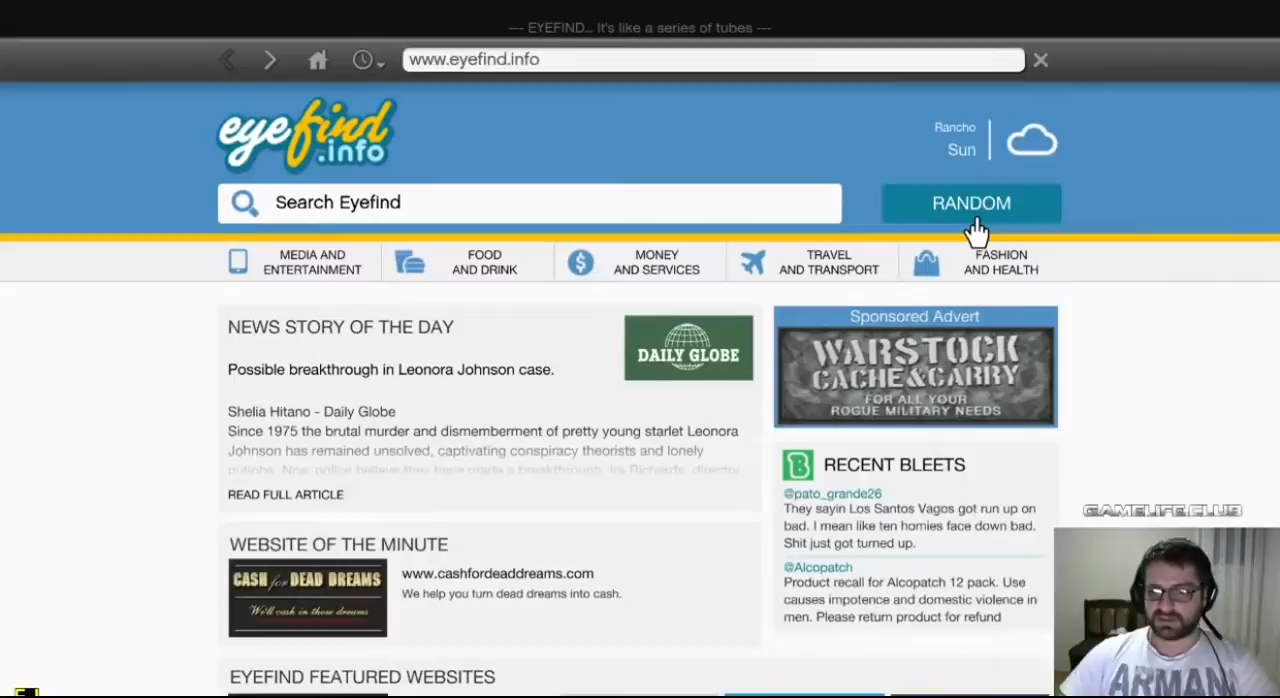 --- EYEFIND... It's like a series of tubes ---
www.eyefind.info
eyefind.info
Rancho
Sun
Search Eyefind
RANDOM
MEDIA AND ENTERTAINMENT
FOOD AND DRINK
MONEY AND SERVICES
TRAVEL AND TRANSPORT
FASHION AND HEALTH
NEWS STORY OF THE DAY
DAILY GLOBE
Possible breakthrough in Leonora Johnson case.
Shelia Hitano - Daily Globe
Since 1975 the brutal murder and dismemberment of pretty young starlet Leonora
Johnson has remained unsolved, captivating conspiracy theorists and lonely
READ FULL ARTICLE
Sponsored Advert
WARSTOCK
CACHE&CARRY
FOR ALL YOUR
ROGUE MILITARY NEEDS
RECENT BLEETS
@pato_grande26
They sayin Los Santos Vagos got run up on
bad. I mean like ten homies face down bad.
Shit just got turned up.
@Alcopatch
Product recall for Alcopatch 12 pack. Use
causes impotence and domestic violence in
men. Please return product for refund
WEBSITE OF THE MINUTE
CASH for DEAD DREAMS
We'll cash in those dreams
www.cashfordeaddreams.com
We help you turn dead dreams into cash.
EYEFIND FEATURED WEBSITES
GAMELIFE.CLUB
ARMANI